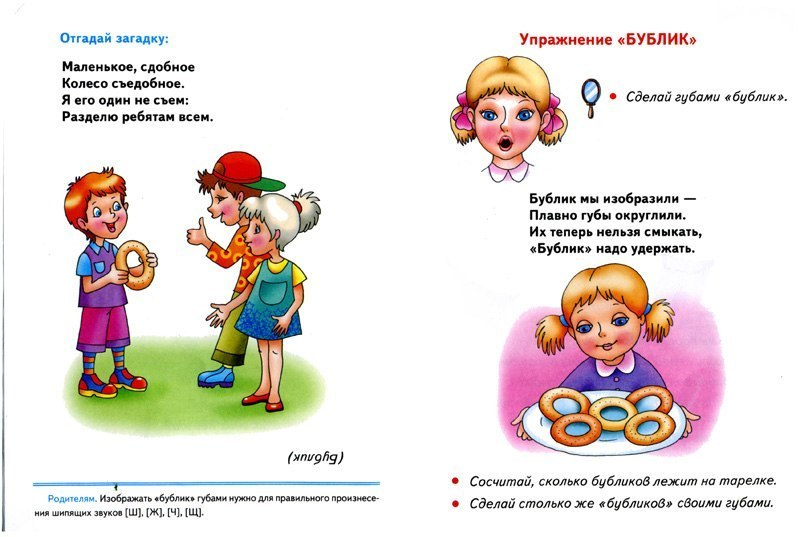 Отгадай загадку:
Маленькое, сдобное
Колесо съедобное.
Я его один не съем:
Разделю ребятам всем.
(бублик)
Родителям. Изображать «бублик» губами нужно для правильного произнесе-
ния шипящих звуков [Ш], [Ж], [Ч], [Щ].
Упражнение «БУБЛИК»
• Сделай губами «бублик».
Бублик мы изобразили —
Плавно губы округлили.
Их теперь нельзя смыкать,
«Бублик» надо удержать.
• Сосчитай, сколько бубликов лежит на тарелке.
• Сделай столько же «бубликов» своими губами.